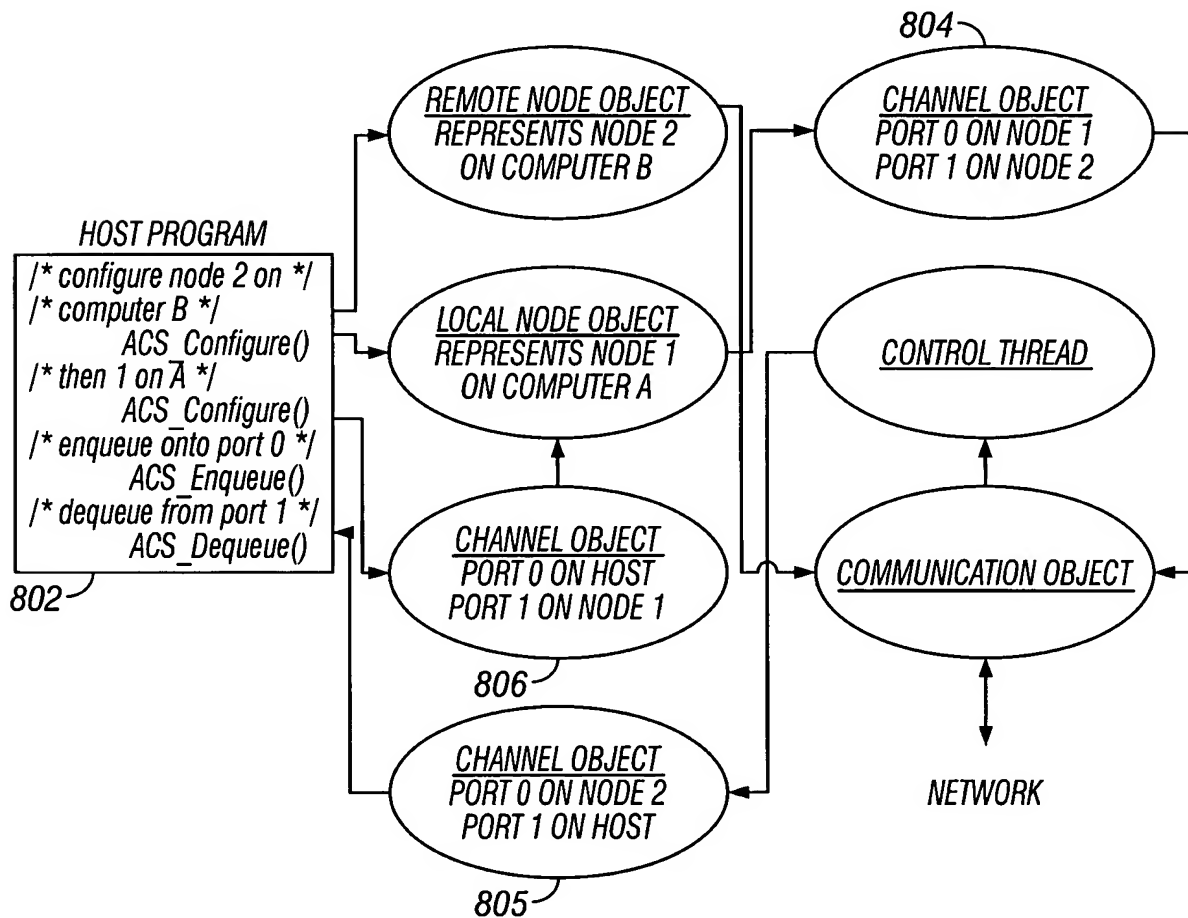 804
REMOTE NODE OBJECT
REPRESENTS NODE 2
ON COMPUTER B
CHANNEL OBJECT
PORT 0 ON NODE 1
PORT 1 ON NODE 2
HOST PROGRAM
/* configure node 2 on */
/* computer B */
ACS_Configure()
/* then 1 on A */
ACS_Configure()
/* enqueue onto port 0 */
ACS_Enqueue()
/* dequeue from port 1 */
ACS_Dequeue()
802
LOCAL NODE OBJECT
REPRESENTS NODE 1
ON COMPUTER A
CONTROL THREAD
CHANNEL OBJECT
PORT 0 ON HOST
PORT 1 ON NODE 1
806
COMMUNICATION OBJECT
CHANNEL OBJECT
PORT 0 ON NODE 2
PORT 1 ON HOST
805
NETWORK